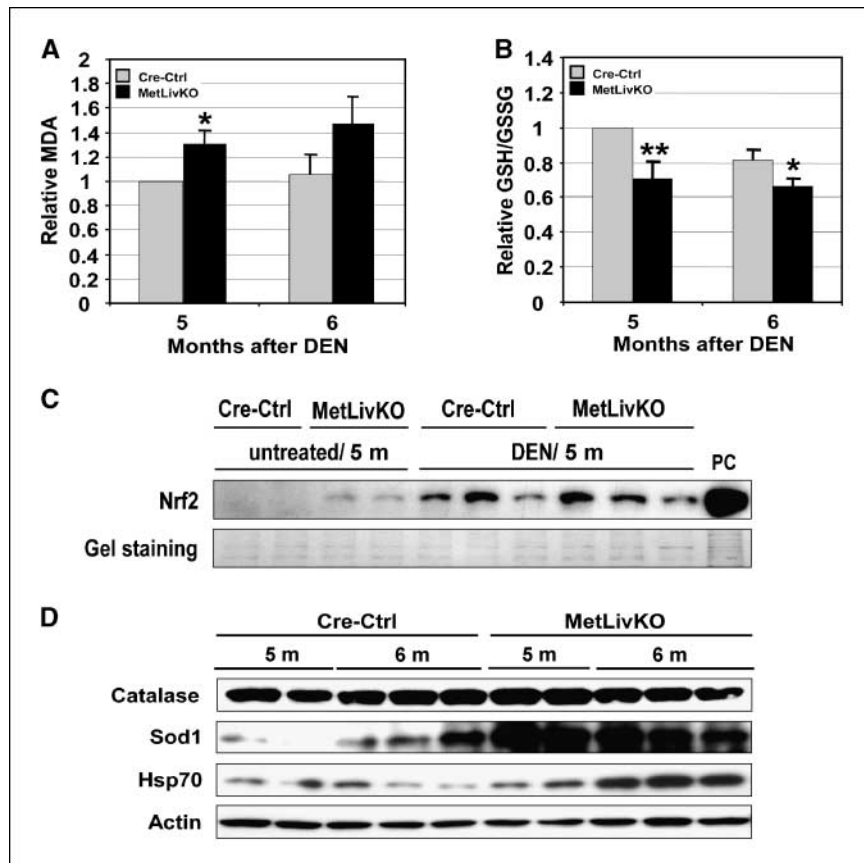 A
Cre-Ctrl
MetLivKO
Relative MDA
2
1.8
1.6
1.4
1.2
1
0.8
0.6
0.4
0.2
0
*
5 6
Months after DEN
B
Cre-Ctrl
MetLivKO
Relative GSH/GSSG
1.4
1.2
1
0.8
0.6
0.4
0.2
0
** *
5 6
Months after DEN
C
Cre-Ctrl MetLivKO Cre-Ctrl MetLivKO
untreated/ 5 m DEN/ 5 m PC
Nrf2
Gel staining
D
Cre-Ctrl MetLivKO
5 m 6 m 5 m 6 m
Catalase
Sod1
Hsp70
Actin